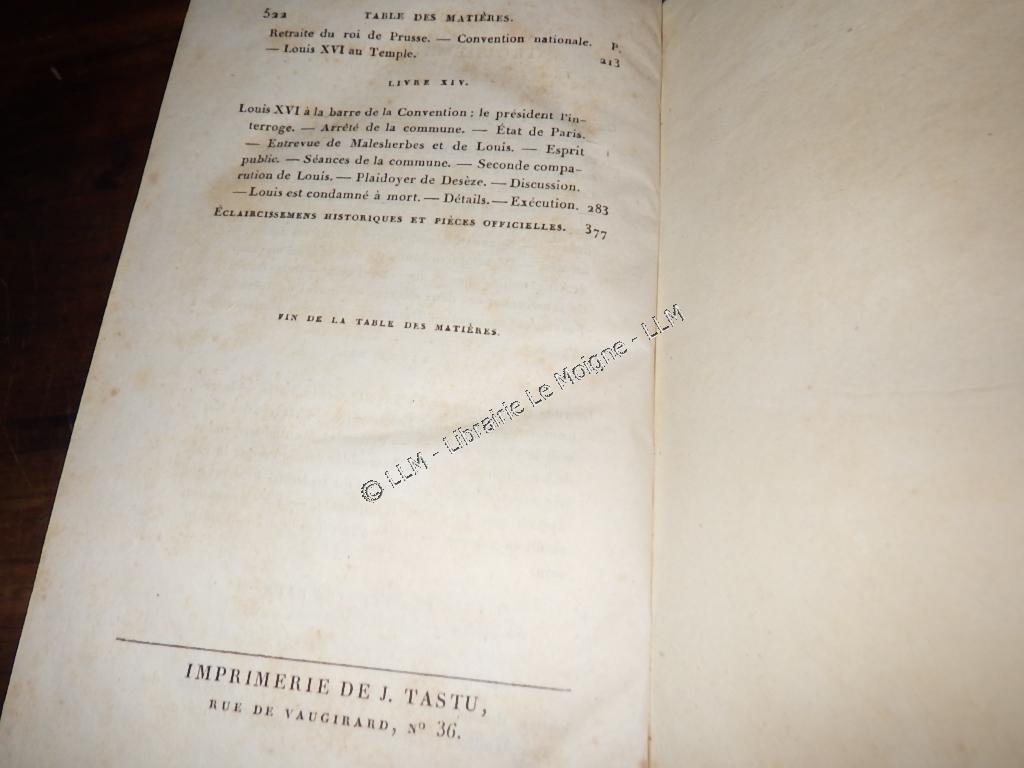 522 TABLE DES MATIÈRES.
Retraite du roi de Prusse. — Convention nationale. P.
— Louis XVI au Temple. 213
LIVRE XIV.
Louis XVI à la barre de la Convention; le président l'in-
terroge. — Arrêté de la commune. — État de Paris.
— Entrevue de Malesherbes et de Louis. — Esprit
public. — Séances de la commune. — Seconde compa-
rution de Louis. — Plaidoyer de Desèze. — Discussion.
— Louis est condamné à mort. — Détails. — Exécution. 283
ÉCLAIRCISSEMENS HISTORIQUES ET PIÈCES OFFICIELLES. 377
FIN DE LA TABLE DES MATIÈRES.
© LLM - Librairie Le Moigne - LLM
IMPRIMERIE DE J. TASTU,
RUE DE VAUGIRARD, Nº 36.